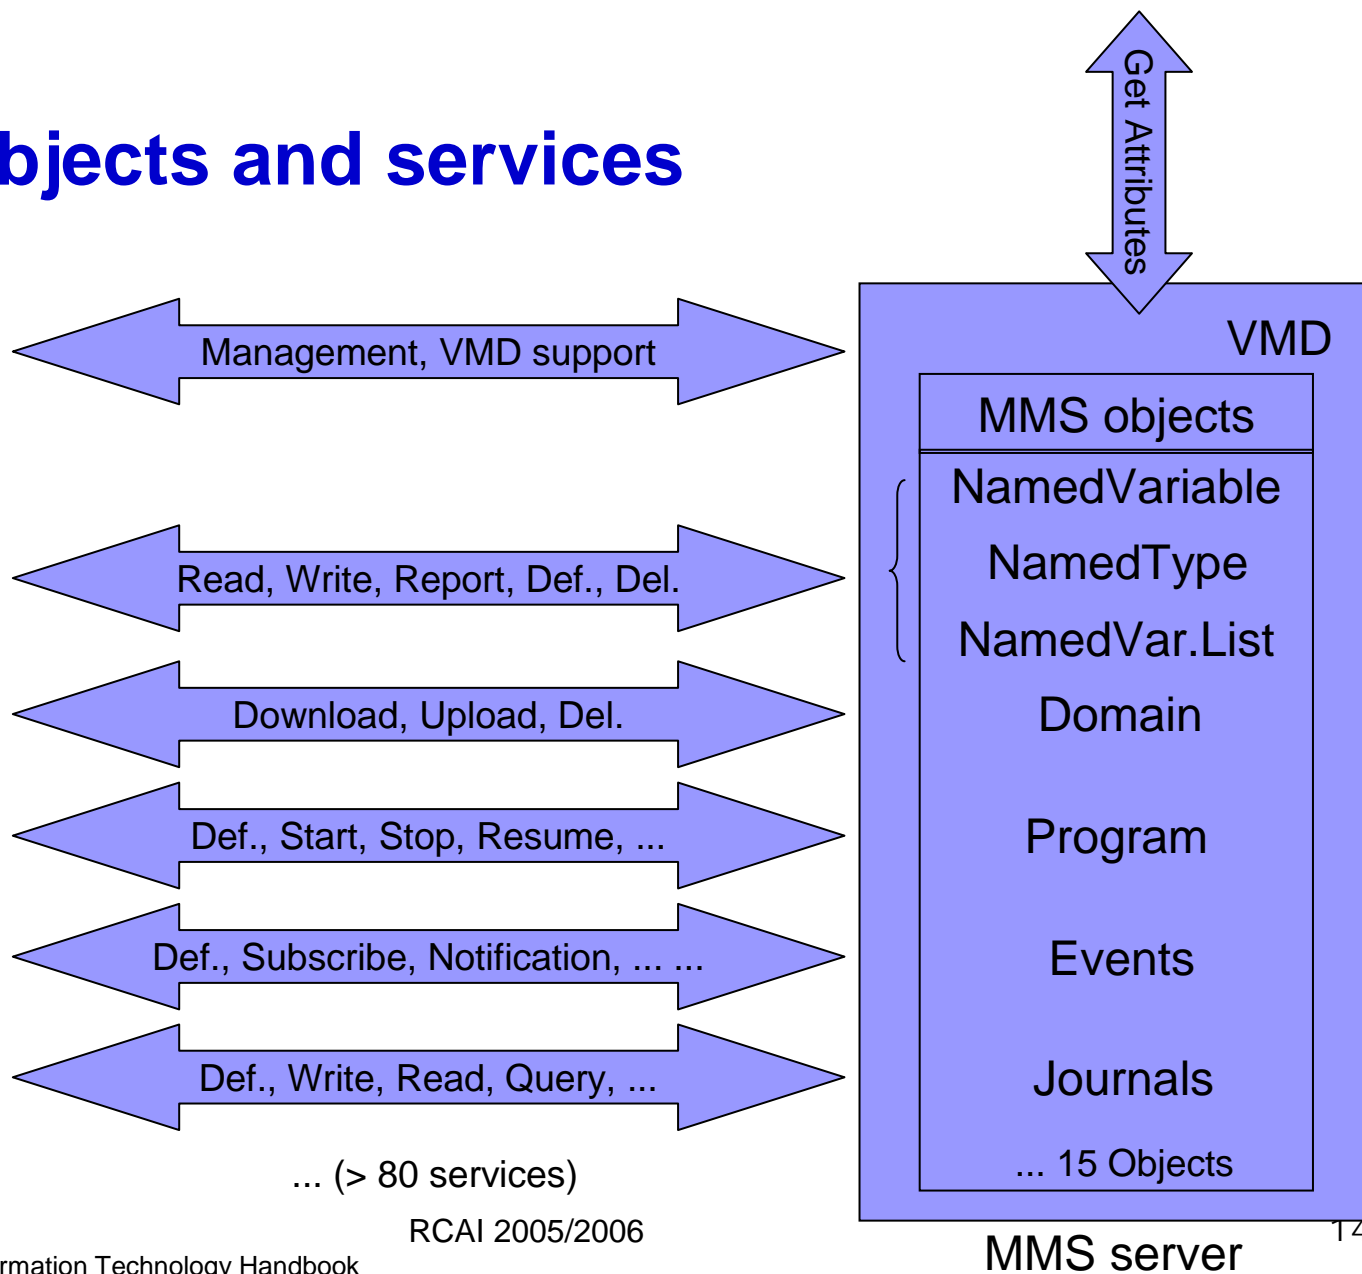 Get Attributes
bjects and services
VMD
Management, VMD support
MMS objects
NamedVariable
Read, Write, Report, Def., Del.
NamedType
NamedVar.List
Download, Upload, Del.
Domain
Def., Start, Stop, Resume, ...
Program
Def., Subscribe, Notification, ... ...
Events
Def., Write, Read, Query, ...
Journals
... (> 80 services)
... 15 Objects
RCAI 2005/2006
14
MMS server
rmation Technology Handbook